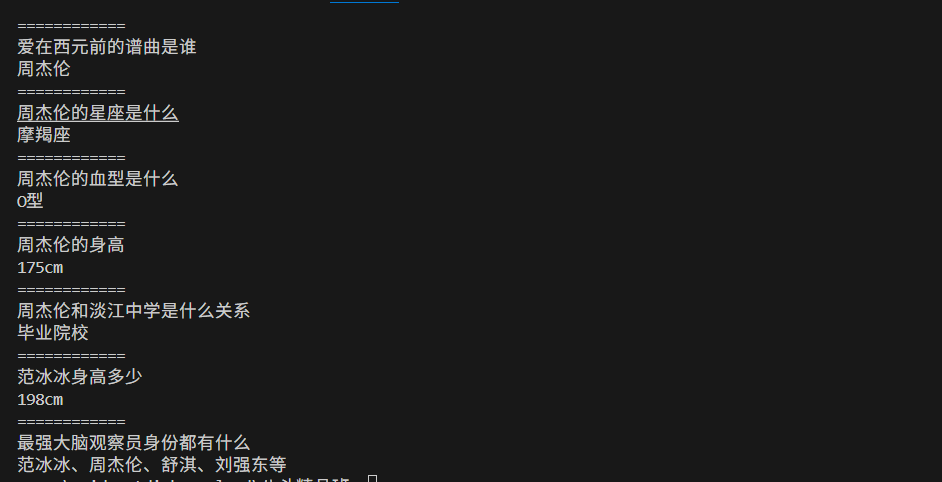 ============
爱在西元前的谱曲是谁
周杰伦
============
周杰伦的星座是什么
摩羯座
============
周杰伦的血型是什么
O型
============
周杰伦的身高
175cm
============
周杰伦和淡江中学是什么关系
毕业院校
============
范冰冰身高多少
198cm
============
最强大脑观察员身份都有什么
范冰冰、周杰伦、舒淇、刘强东等